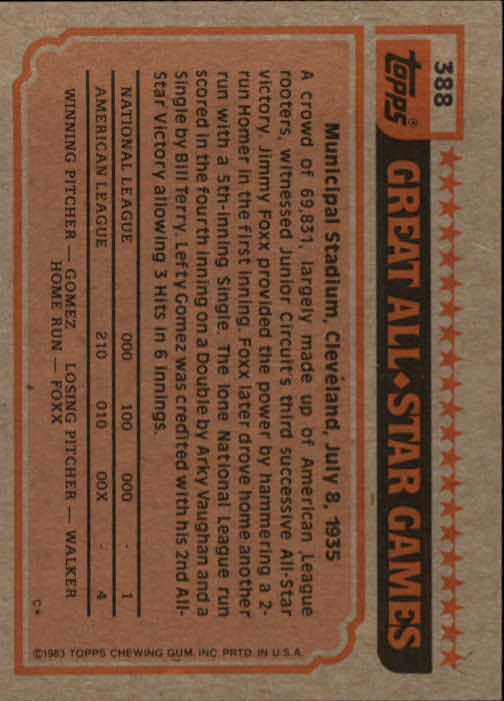 388
topps®
GREAT ALL◆STAR GAMES
Municipal Stadium, Cleveland, July 8, 1935
A crowd of 69,831, largely made up of American League
rooters, witnessed Junior Circuit's third successive All-Star
victory. Jimmy Foxx provided the power by hammering a 2-
run Homer in the first Inning. Foxx later drove home another
run with a 5th-inning Single. The lone National League run
scored in the fourth inning on a Double by Arky Vaughan and a
Single by Bill Terry. Lefty Gomez was credited with his 2nd All-
Star Victory allowing 3 Hits in 6 innings.
NATIONAL LEAGUE 000 100 000 - 1
AMERICAN LEAGUE 210 010 00X - 4
WINNING PITCHER — GOMEZ LOSING PITCHER — WALKER
HOME RUN — FOXX
C*
©1983 TOPPS CHEWING GUM, INC. PRTD. IN U.S.A.